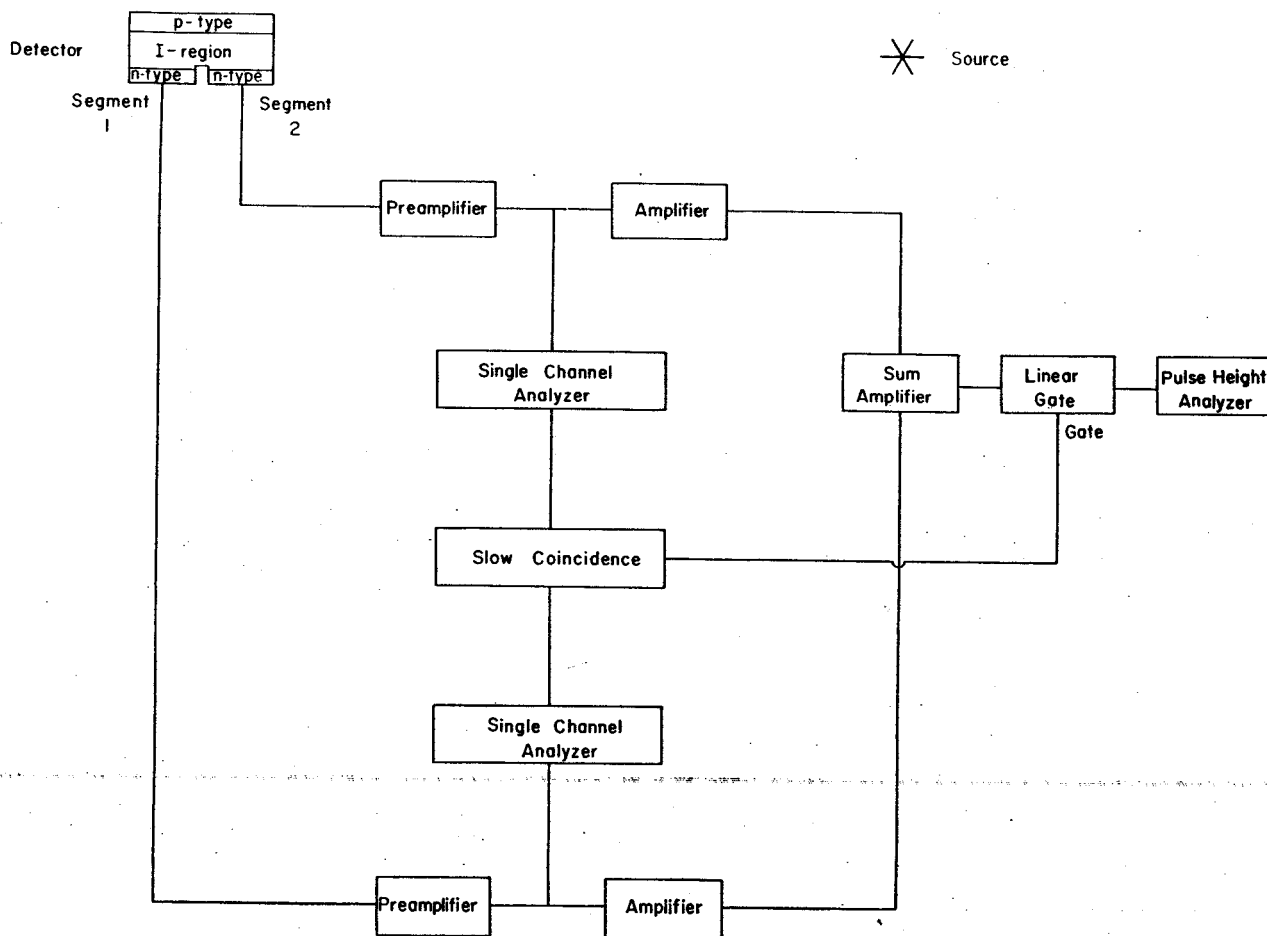 p-type
Detector
I-region
n-type
n-type
Source
Segment
1
Segment
2
Preamplifier
Amplifier
Single Channel
Analyzer
Sum
Amplifier
Linear
Gate
Pulse Height
Analyzer
Gate
Slow Coincidence
Single Channel
Analyzer
Preamplifier
Amplifier